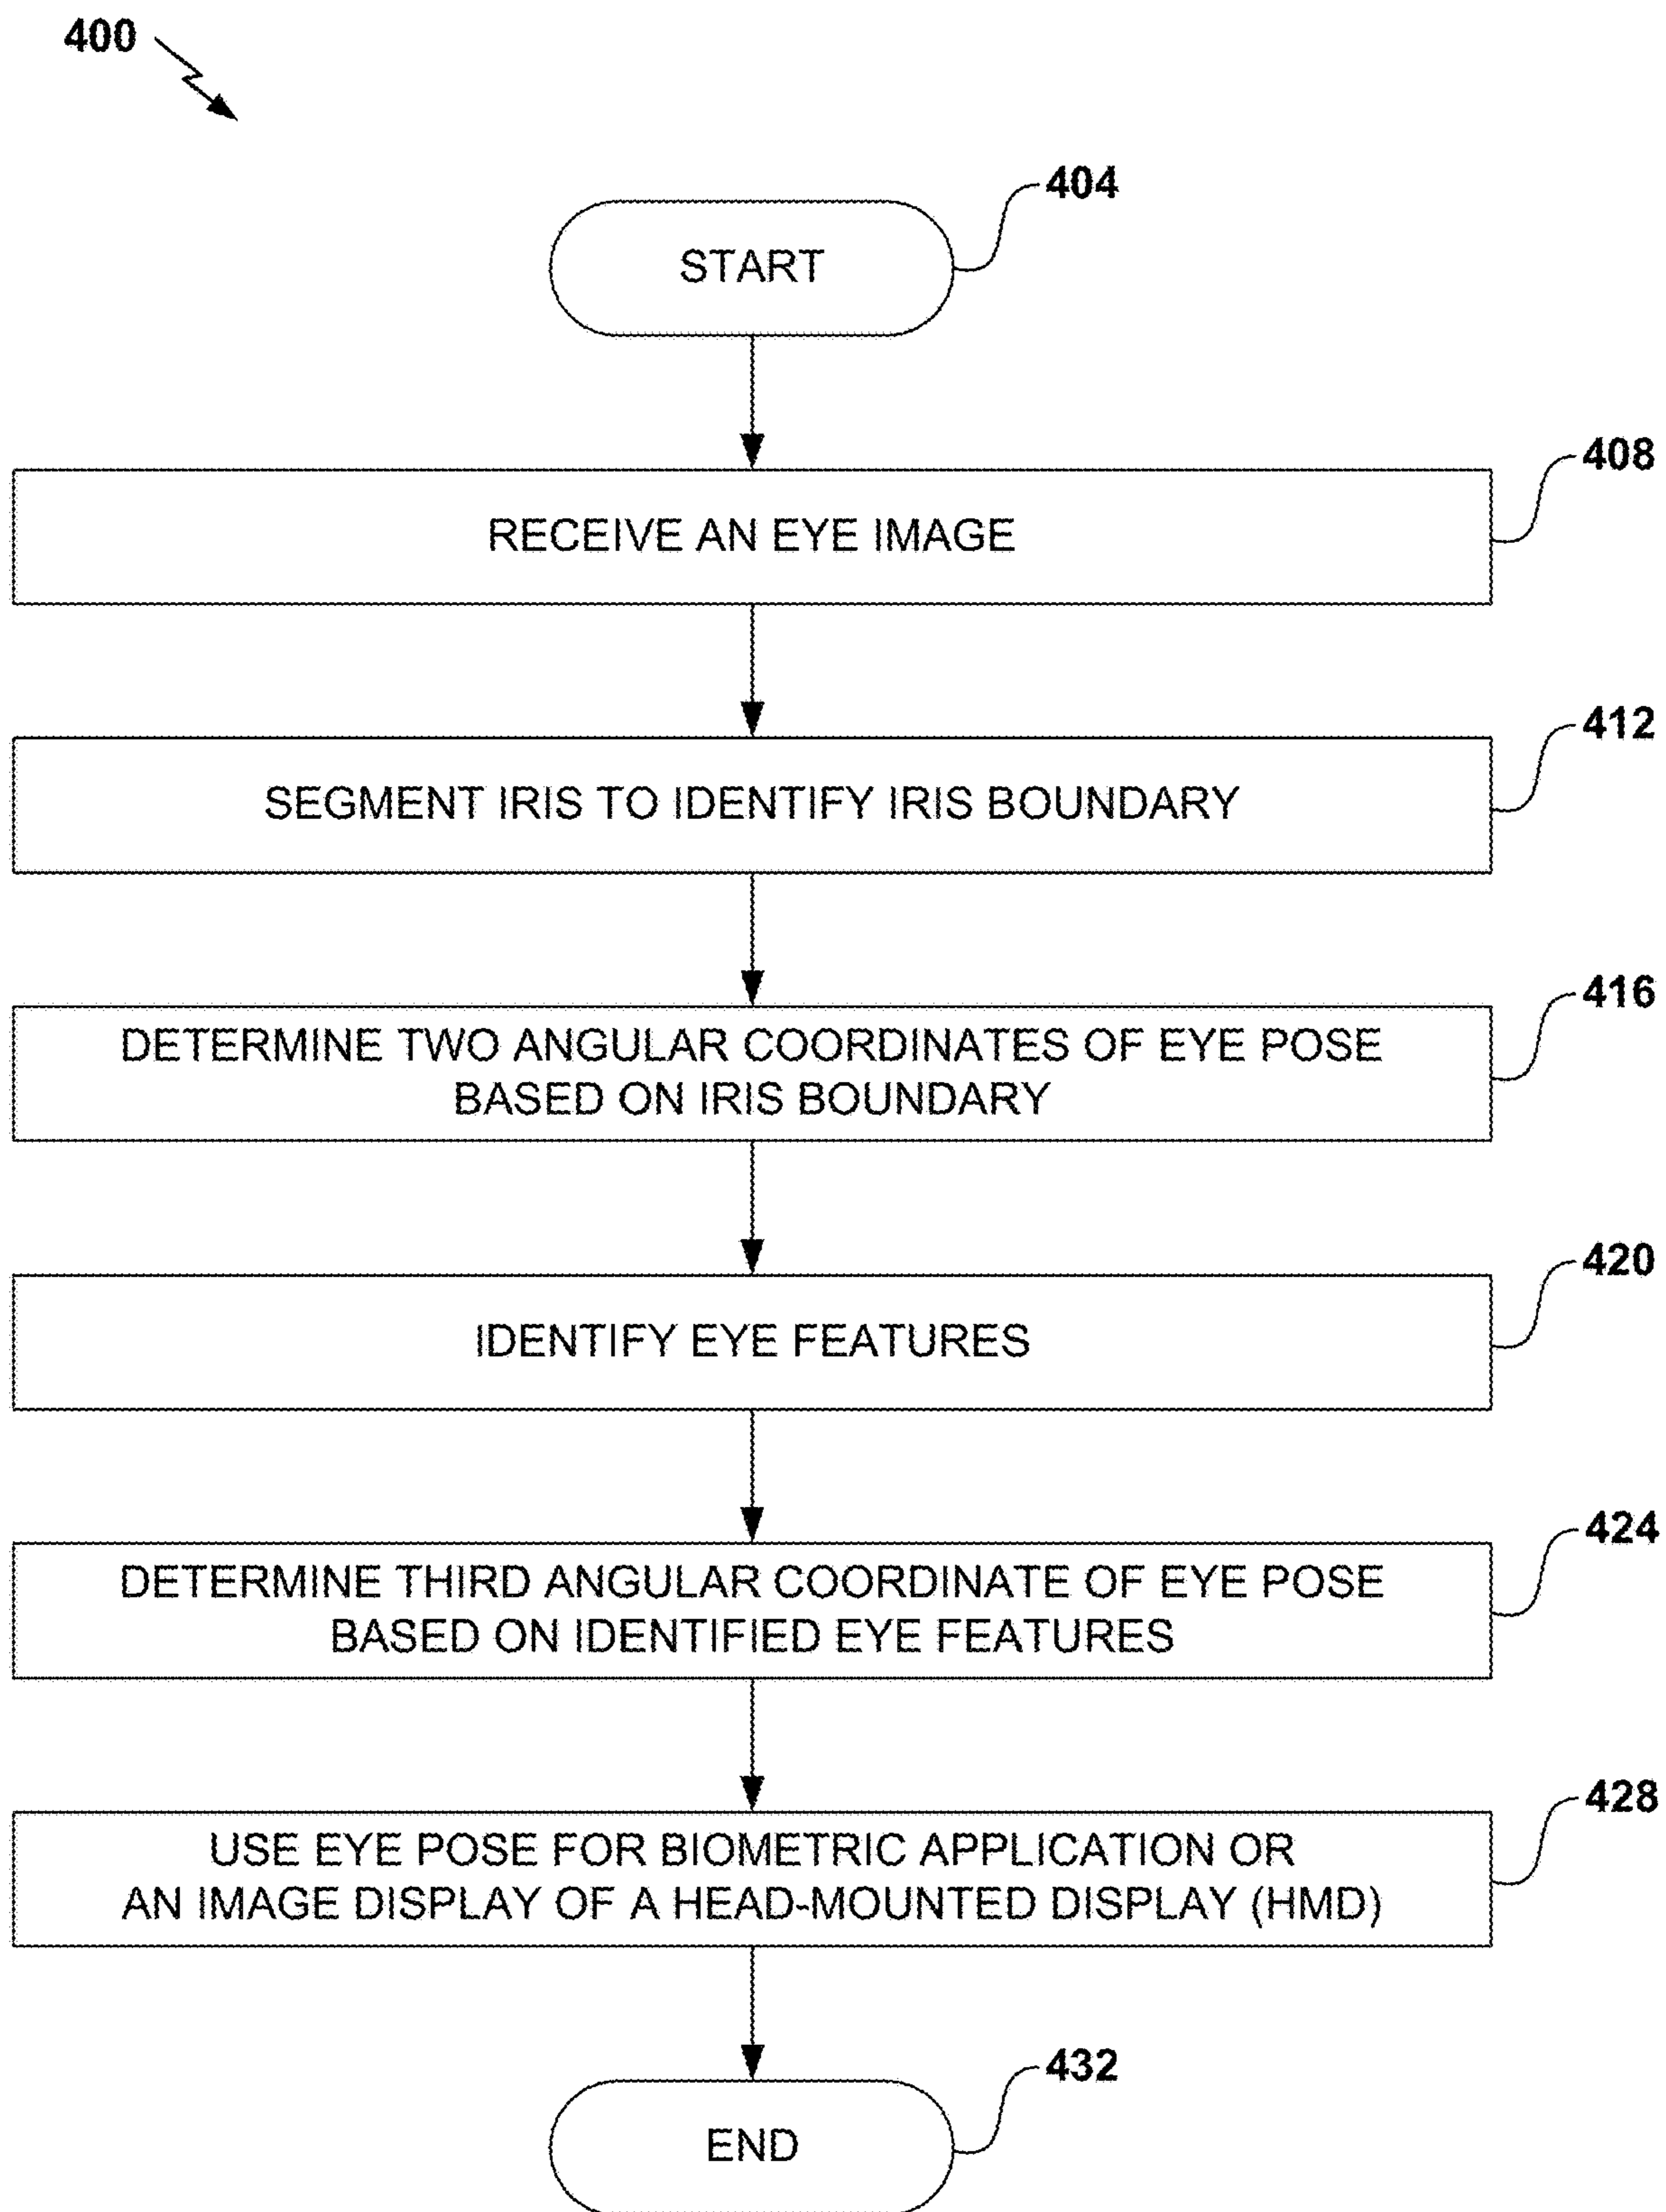 400
404
START
408
RECEIVE AN EYE IMAGE
412
SEGMENT IRIS TO IDENTIFY IRIS BOUNDARY
416
DETERMINE TWO ANGULAR COORDINATES OF EYE POSE
BASED ON IRIS BOUNDARY
420
IDENTIFY EYE FEATURES
424
DETERMINE THIRD ANGULAR COORDINATE OF EYE POSE
BASED ON IDENTIFIED EYE FEATURES
428
USE EYE POSE FOR BIOMETRIC APPLICATION OR
AN IMAGE DISPLAY OF A HEAD-MOUNTED DISPLAY (HMD)
432
END